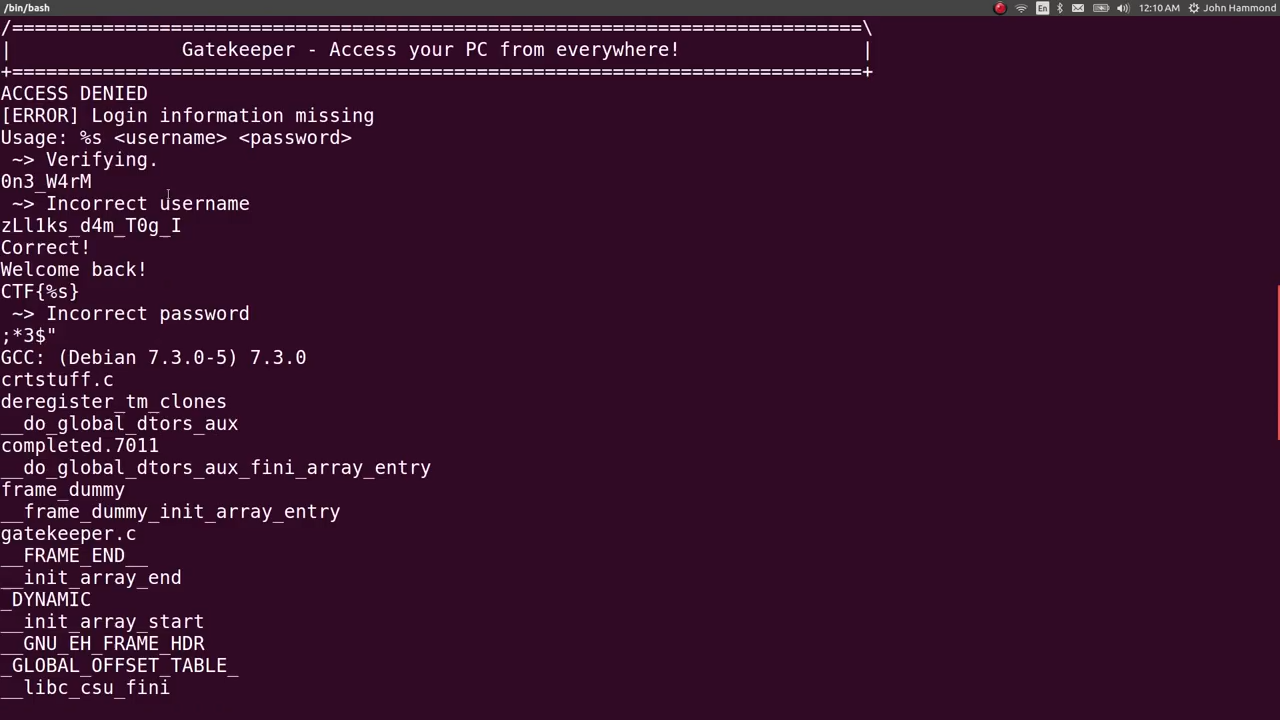 /bin/bash
En
12:10 AM
John Hammond
/===========================================================================\
| Gatekeeper - Access your PC from everywhere! |
+===========================================================================+
ACCESS DENIED
[ERROR] Login information missing
Usage: %s <username> <password>
 ~> Verifying.
0n3_W4rM
 ~> Incorrect username
zLl1ks_d4m_T0g_I
Correct!
Welcome back!
CTF{%s}
 ~> Incorrect password
;*3$"
GCC: (Debian 7.3.0-5) 7.3.0
crtstuff.c
deregister_tm_clones
__do_global_dtors_aux
completed.7011
__do_global_dtors_aux_fini_array_entry
frame_dummy
__frame_dummy_init_array_entry
gatekeeper.c
__FRAME_END__
__init_array_end
_DYNAMIC
__init_array_start
__GNU_EH_FRAME_HDR
_GLOBAL_OFFSET_TABLE_
__libc_csu_fini